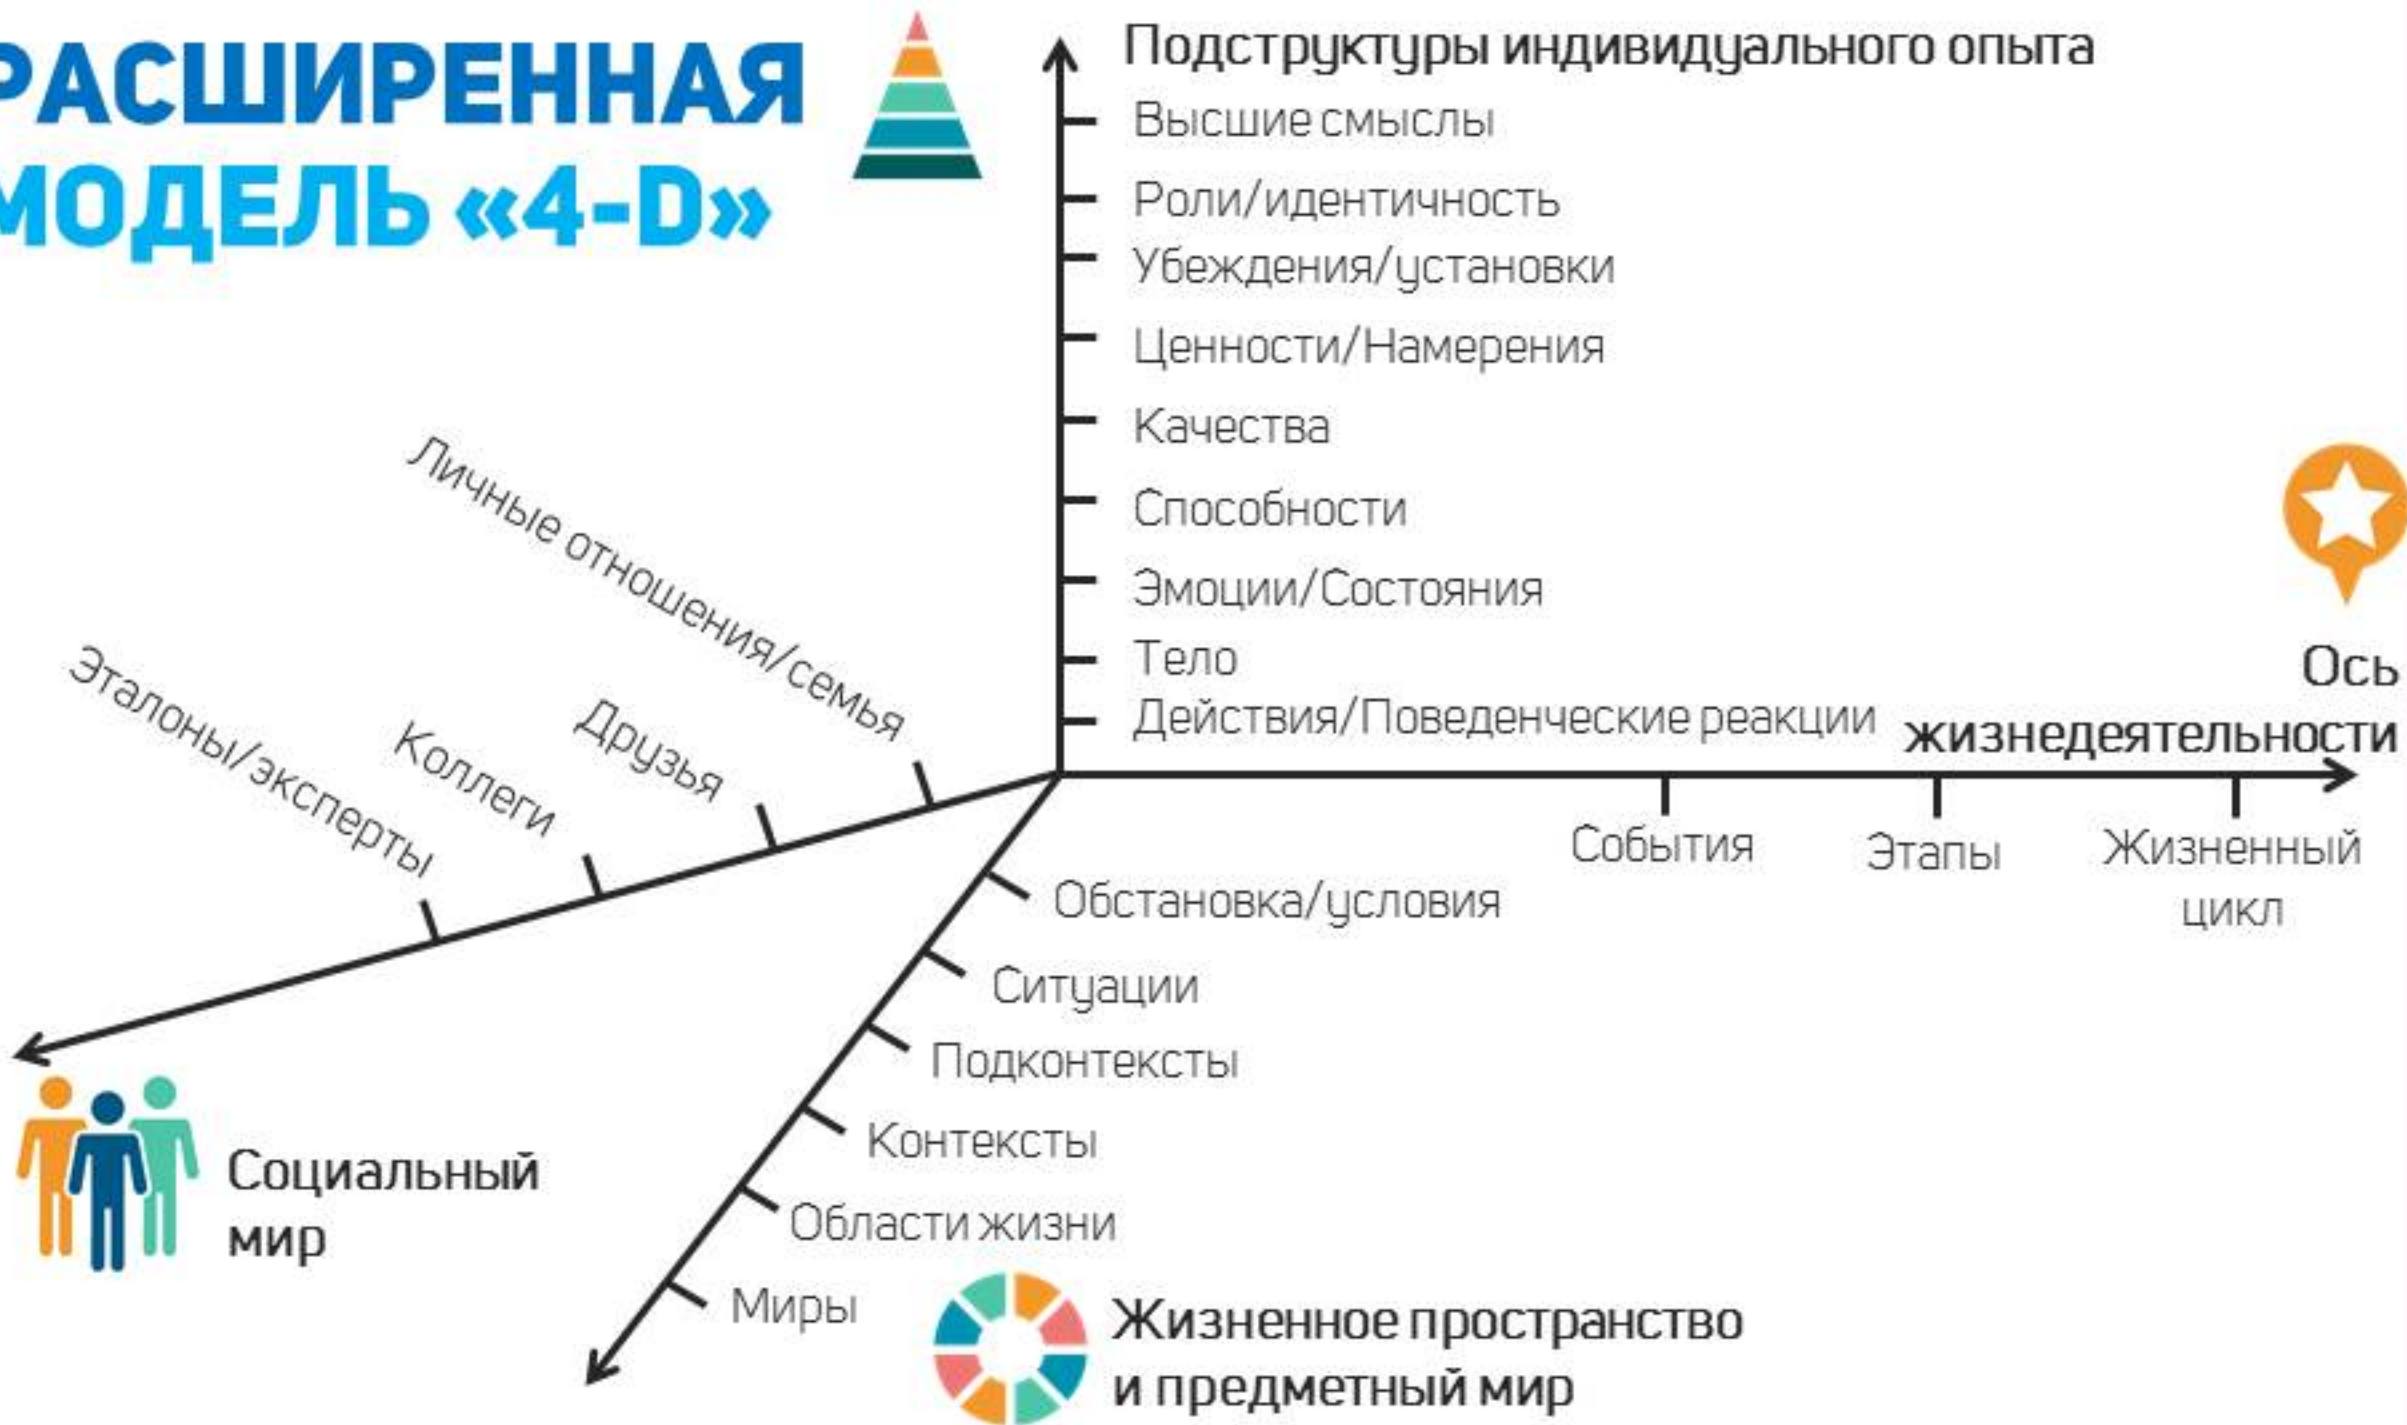 РАСШИРЕННАЯ
МОДЕЛЬ «4-D»
Подструктуры индивидуального опыта
Высшие смыслы
Роли/идентичность
Убеждения/установки
Ценности/Намерения
Качества
Способности
Эмоции/Состояния
Тело
Действия/Поведенческие реакции
Ось
жизнедеятельности
События
Этапы
Жизненный
цикл
Личные отношения/семья
Друзья
Коллеги
Эталоны/эксперты
Социальный
мир
Обстановка/условия
Ситуации
Подконтексты
Контексты
Области жизни
Миры
Жизненное пространство
и предметный мир